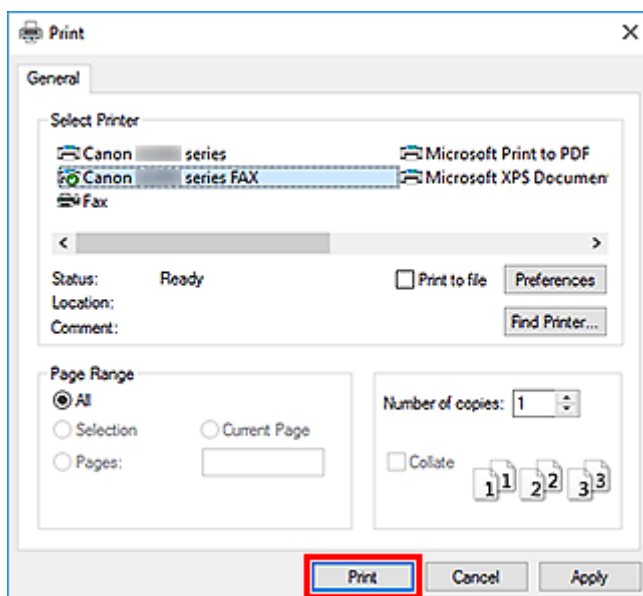 Print
General
Select Printer
Canon series
Microsoft Print to PDF
Canon series FAX
Microsoft XPS Documen
Fax
Status: Ready
Print to file
Preferences
Location:
Comment:
Find Printer...
Page Range
All
Selection
Current Page
Pages:
Number of copies: 1
Collate
1 1 2 2 3 3
Print
Cancel
Apply